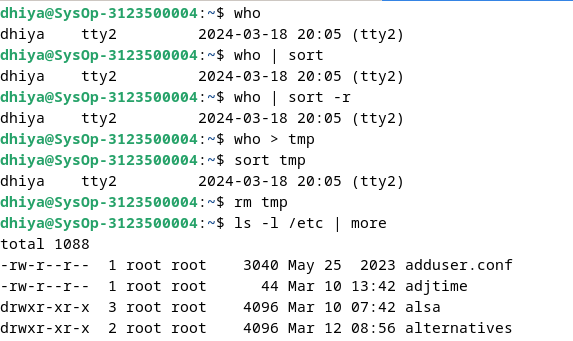 dhiya@SysOp-3123500004:~$ who
dhiya    tty2         2024-03-18 20:05 (tty2)
dhiya@SysOp-3123500004:~$ who | sort
dhiya    tty2         2024-03-18 20:05 (tty2)
dhiya@SysOp-3123500004:~$ who | sort -r
dhiya    tty2         2024-03-18 20:05 (tty2)
dhiya@SysOp-3123500004:~$ who > tmp
dhiya@SysOp-3123500004:~$ sort tmp
dhiya    tty2         2024-03-18 20:05 (tty2)
dhiya@SysOp-3123500004:~$ rm tmp
dhiya@SysOp-3123500004:~$ ls -l /etc | more
total 1088
-rw-r--r--  1 root root    3040 May 25  2023 adduser.conf
-rw-r--r--  1 root root      44 Mar 10 13:42 adjtime
drwxr-xr-x  3 root root    4096 Mar 10 07:42 alsa
drwxr-xr-x  2 root root    4096 Mar 12 08:56 alternatives